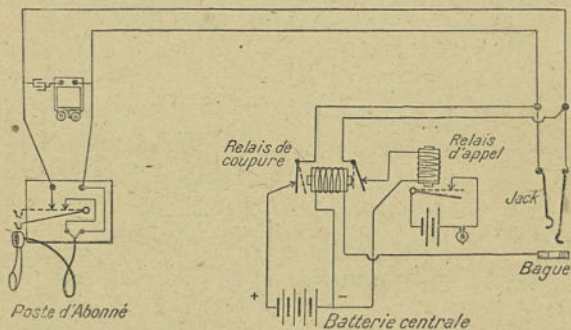 Relais de
coupure
Relais
d'appel
Jack
Bague
Poste d'Abonné
+
−
Batterie centrale